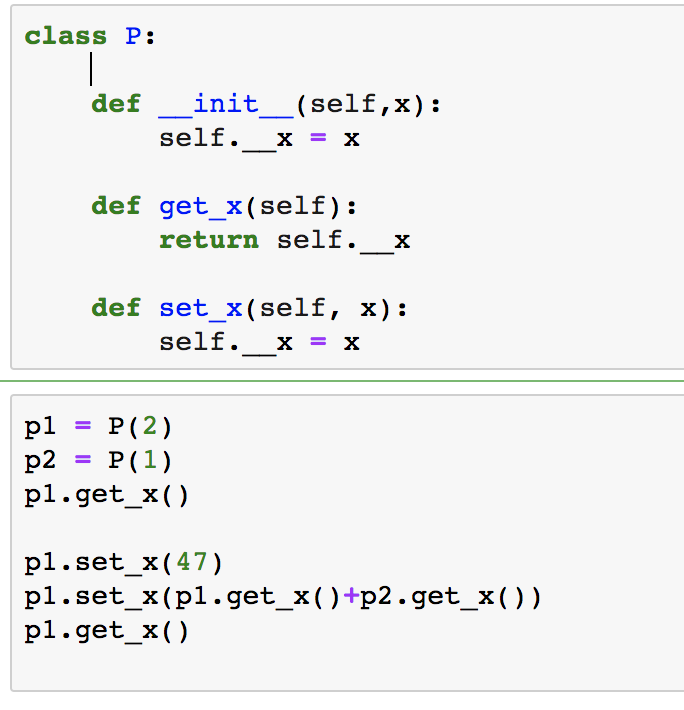 class P:
    def __init__(self,x):
        self.__x = x
    def get_x(self):
        return self.__x
    def set_x(self, x):
        self.__x = x
p1 = P(2)
p2 = P(1)
p1.get_x()
p1.set_x(47)
p1.set_x(p1.get_x()+p2.get_x())
p1.get_x()